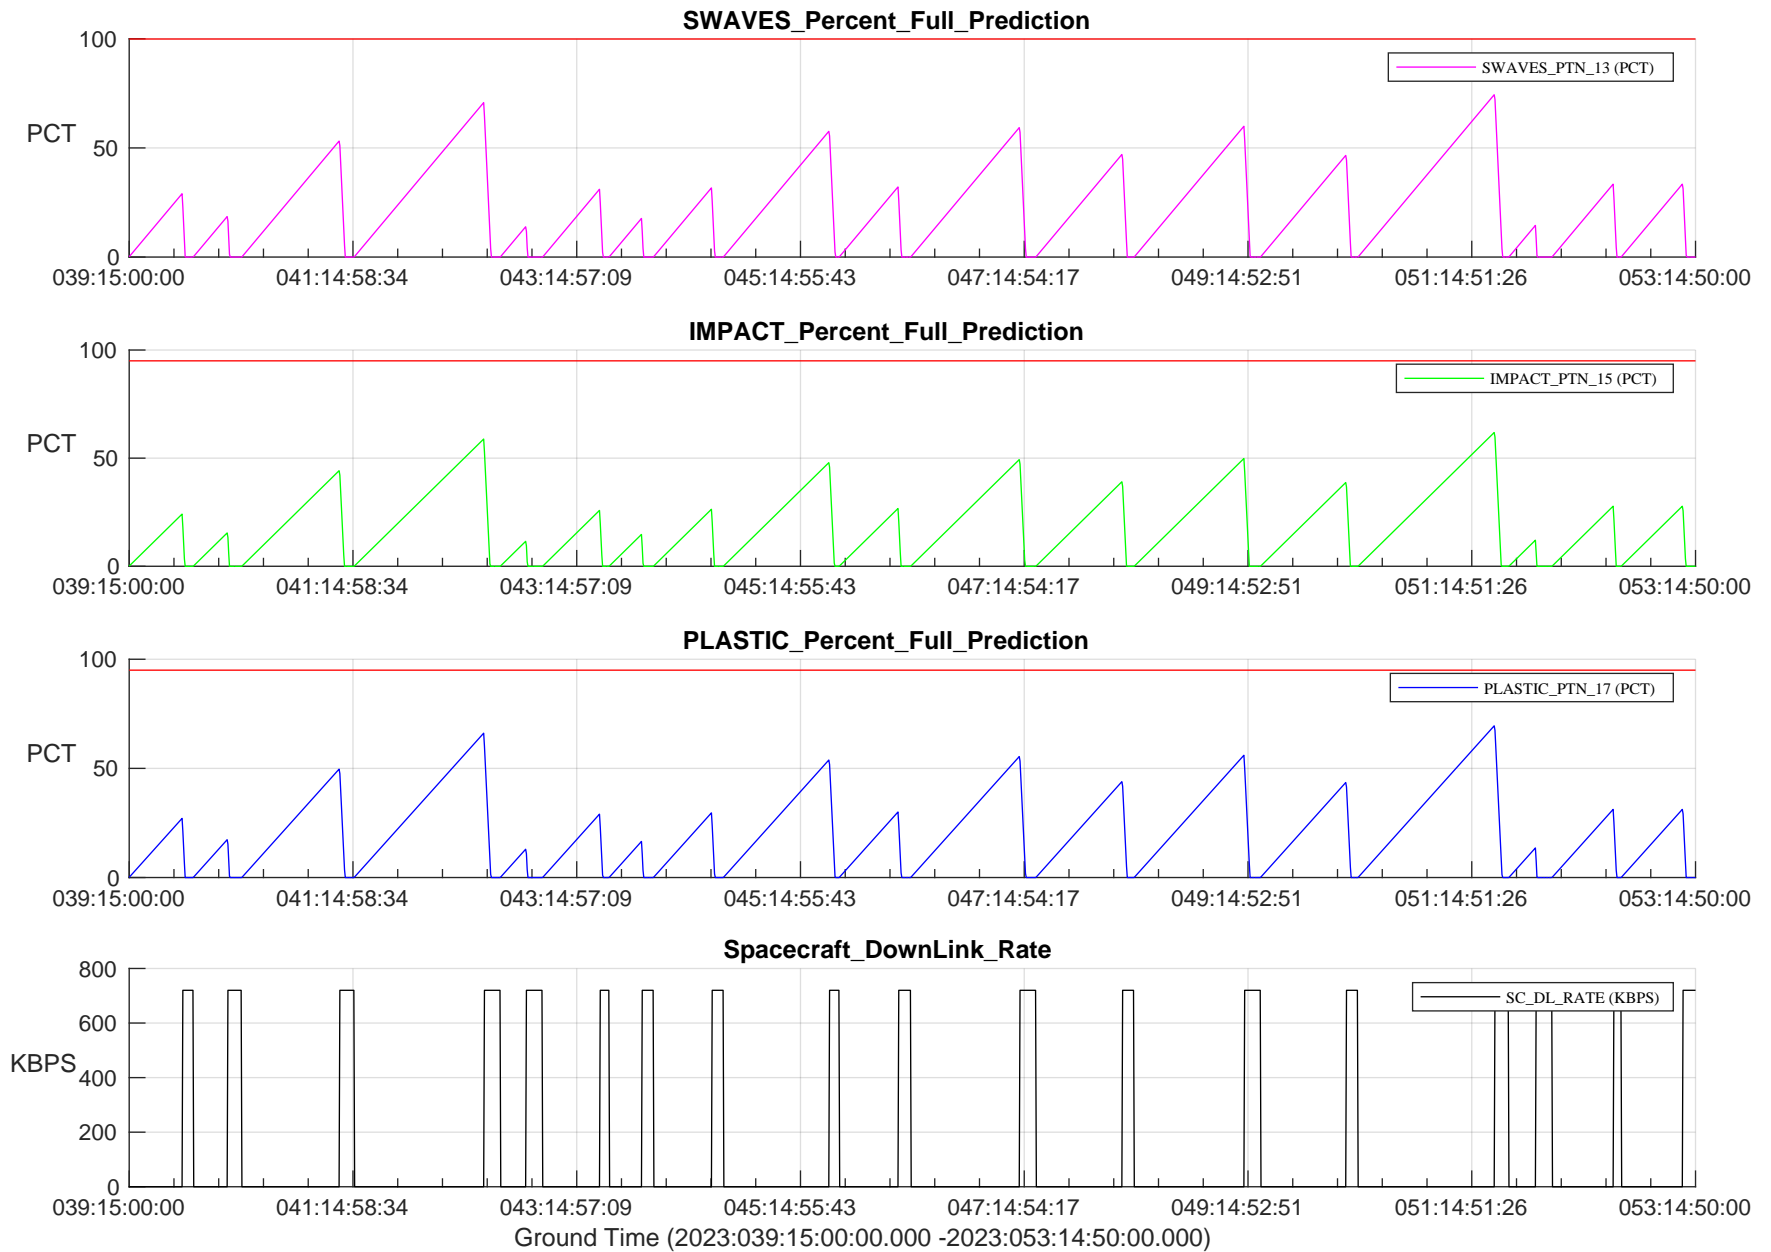 SWAVES_Percent_Full_Prediction
100
SWAVES_PTN_13 (PCT)
PCT
50
0
039:15:00:00 041:14:58:34 043:14:57:09 045:14:55:43 047:14:54:17 049:14:52:51 051:14:51:26 053:14:50:00
IMPACT_Percent_Full_Prediction
100
IMPACT_PTN_15 (PCT)
PCT
50
0
039:15:00:00 041:14:58:34 043:14:57:09 045:14:55:43 047:14:54:17 049:14:52:51 051:14:51:26 053:14:50:00
PLASTIC_Percent_Full_Prediction
100
PLASTIC_PTN_17 (PCT)
PCT
50
0
039:15:00:00 041:14:58:34 043:14:57:09 045:14:55:43 047:14:54:17 049:14:52:51 051:14:51:26 053:14:50:00
Spacecraft_DownLink_Rate
800
SC_DL_RATE (KBPS)
600
KBPS
400
200
0
039:15:00:00 041:14:58:34 043:14:57:09 045:14:55:43 047:14:54:17 049:14:52:51 051:14:51:26 053:14:50:00
Ground Time (2023:039:15:00:00.000 -2023:053:14:50:00.000)